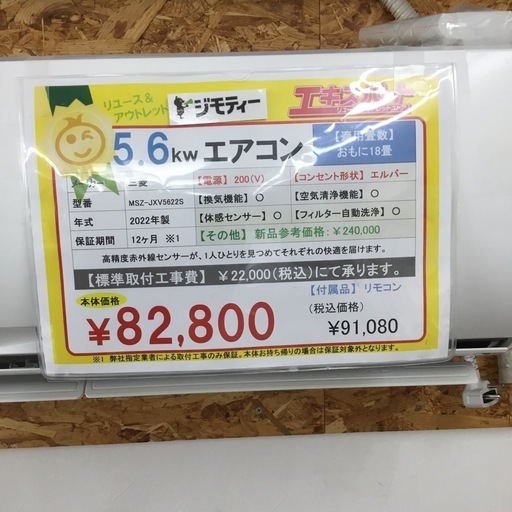 リユース&
アウトレット
ジモティー
エキスパート
5.6kw エアコン
【適用畳数】
おもに18畳
三菱
【電源】200(V)
【コンセント形状】エルバー
型番 MSZ-JXV5622S
【換気機能】〇
【空気清浄機能】〇
年式 2022年製
【体感センサー】〇
【フィルター自動洗浄】〇
保証期間 12ヶ月 ※1
【その他】新品参考価格:¥240,000
高精度赤外線センサーが、1人ひとりを見つめてそれぞれの快適を届けます。
【標準取付工事費】¥22,000(税込)にて承ります。
本体価格
¥82,800
【付属品】リモコン
(税込価格)
¥91,080
※1 弊社指定業者による取付工事のみ保証。本体お持ち帰りの場合は保証対象外となります。